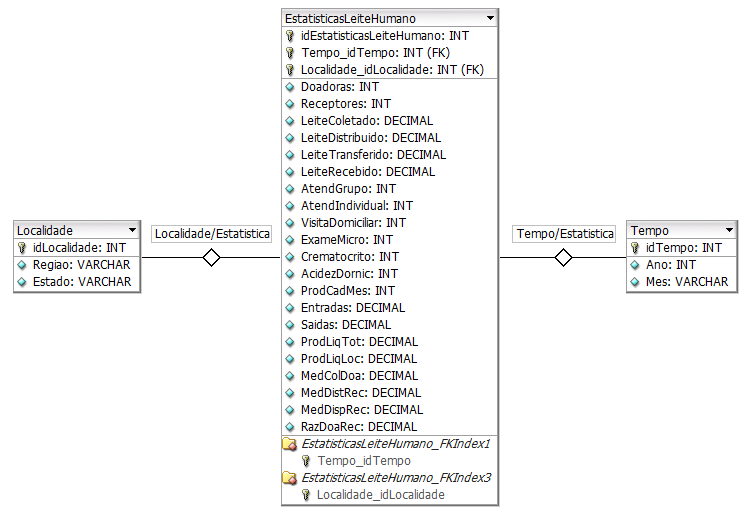 EstatisticasLeiteHumano
idEstatisticasLeiteHumano: INT
Tempo_idTempo: INT (FK)
Localidade_idLocalidade: INT (FK)
Doadoras: INT
Receptores: INT
LeiteColetado: DECIMAL
LeiteDistribuido: DECIMAL
LeiteTransferido: DECIMAL
LeiteRecebido: DECIMAL
AtendGrupo: INT
AtendIndividual: INT
VisitaDomiciliar: INT
ExameMicro: INT
Crematocrito: INT
AcidezDornic: INT
ProdCadMes: INT
Entradas: DECIMAL
Saidas: DECIMAL
ProdLiqTot: DECIMAL
ProdLiqLoc: DECIMAL
MedColDoa: DECIMAL
MedDistRec: DECIMAL
MedDispRec: DECIMAL
RazDoaRec: DECIMAL
EstatisticasLeiteHumano_FKIndex1
Tempo_idTempo
EstatisticasLeiteHumano_FKIndex3
Localidade_idLocalidade
Localidade
idLocalidade: INT
Regiao: VARCHAR
Estado: VARCHAR
Localidade/Estatistica
Tempo/Estatistica
Tempo
idTempo: INT
Ano: INT
Mes: VARCHAR